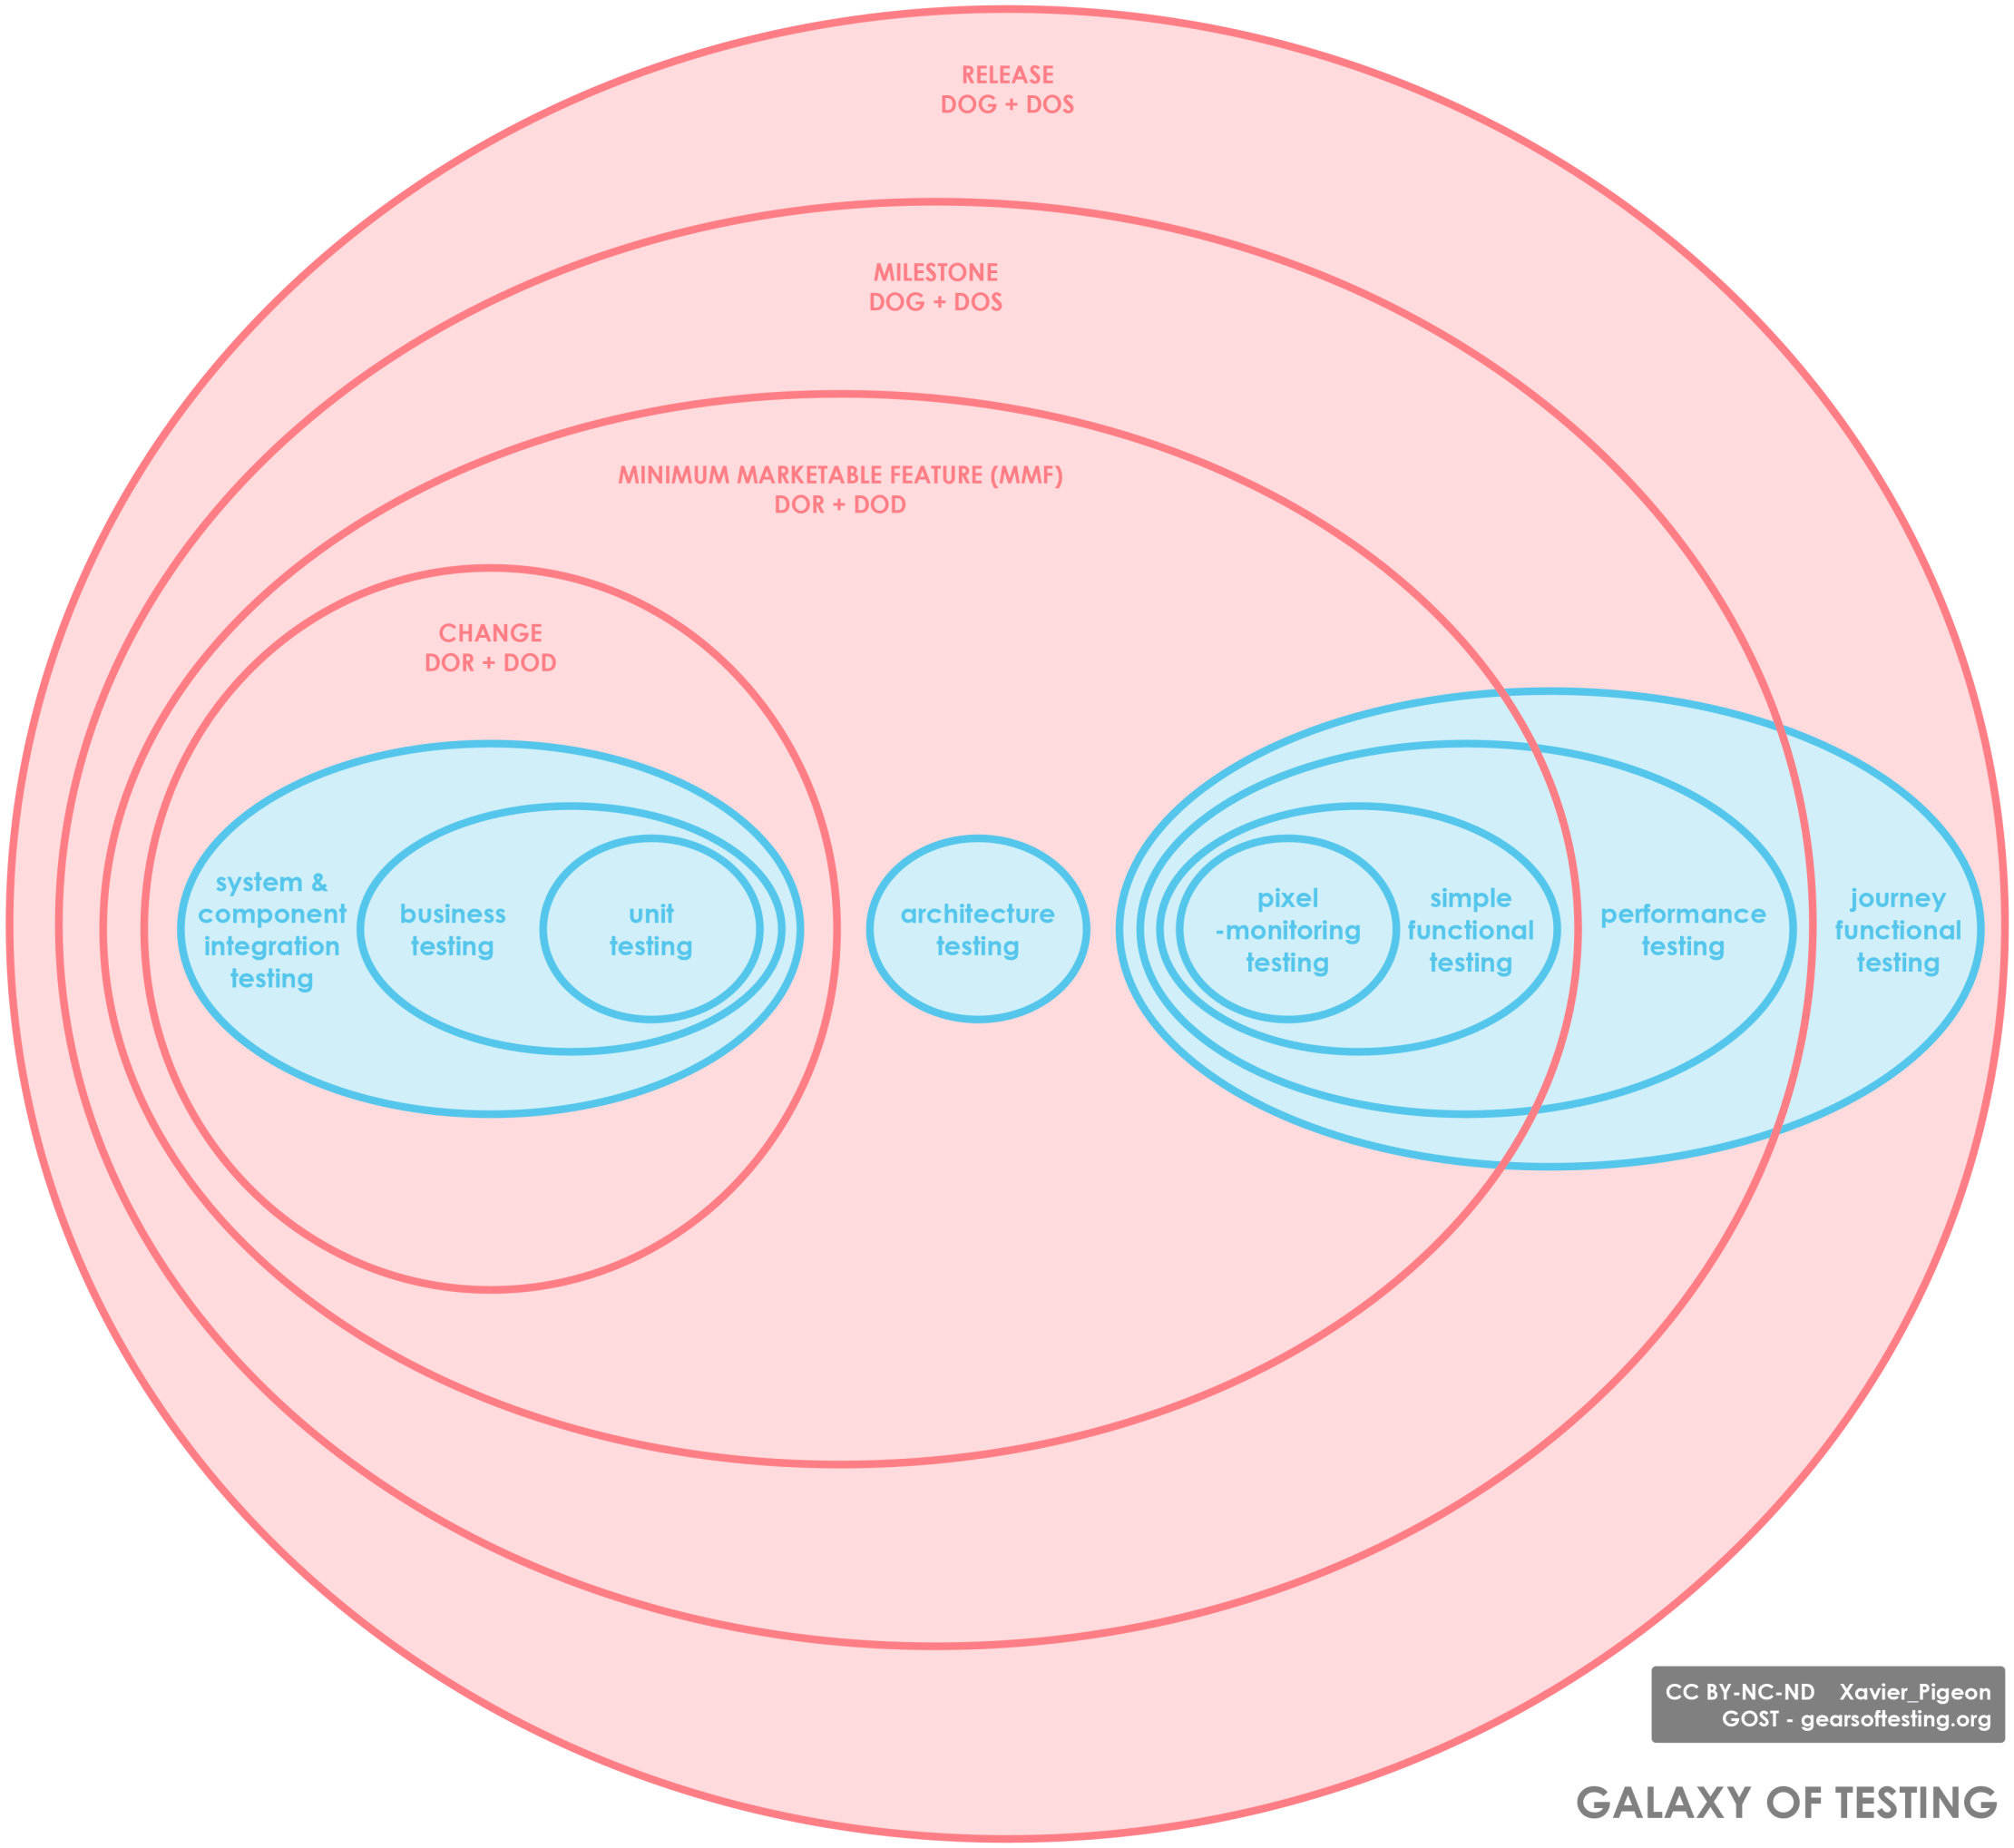 RELEASE
DOG + DOS
MILESTONE
DOG + DOS
MINIMUM MARKETABLE FEATURE (MMF)
DOR + DOD
CHANGE
DOR + DOD
system &
component
integration
testing
business
testing
unit
testing
architecture
testing
pixel
-monitoring
testing
simple
functional
testing
performance
testing
journey
functional
testing
CC BY-NC-ND Xavier_Pigeon
GOST - gearsoftesting.org
GALAXY OF TESTING